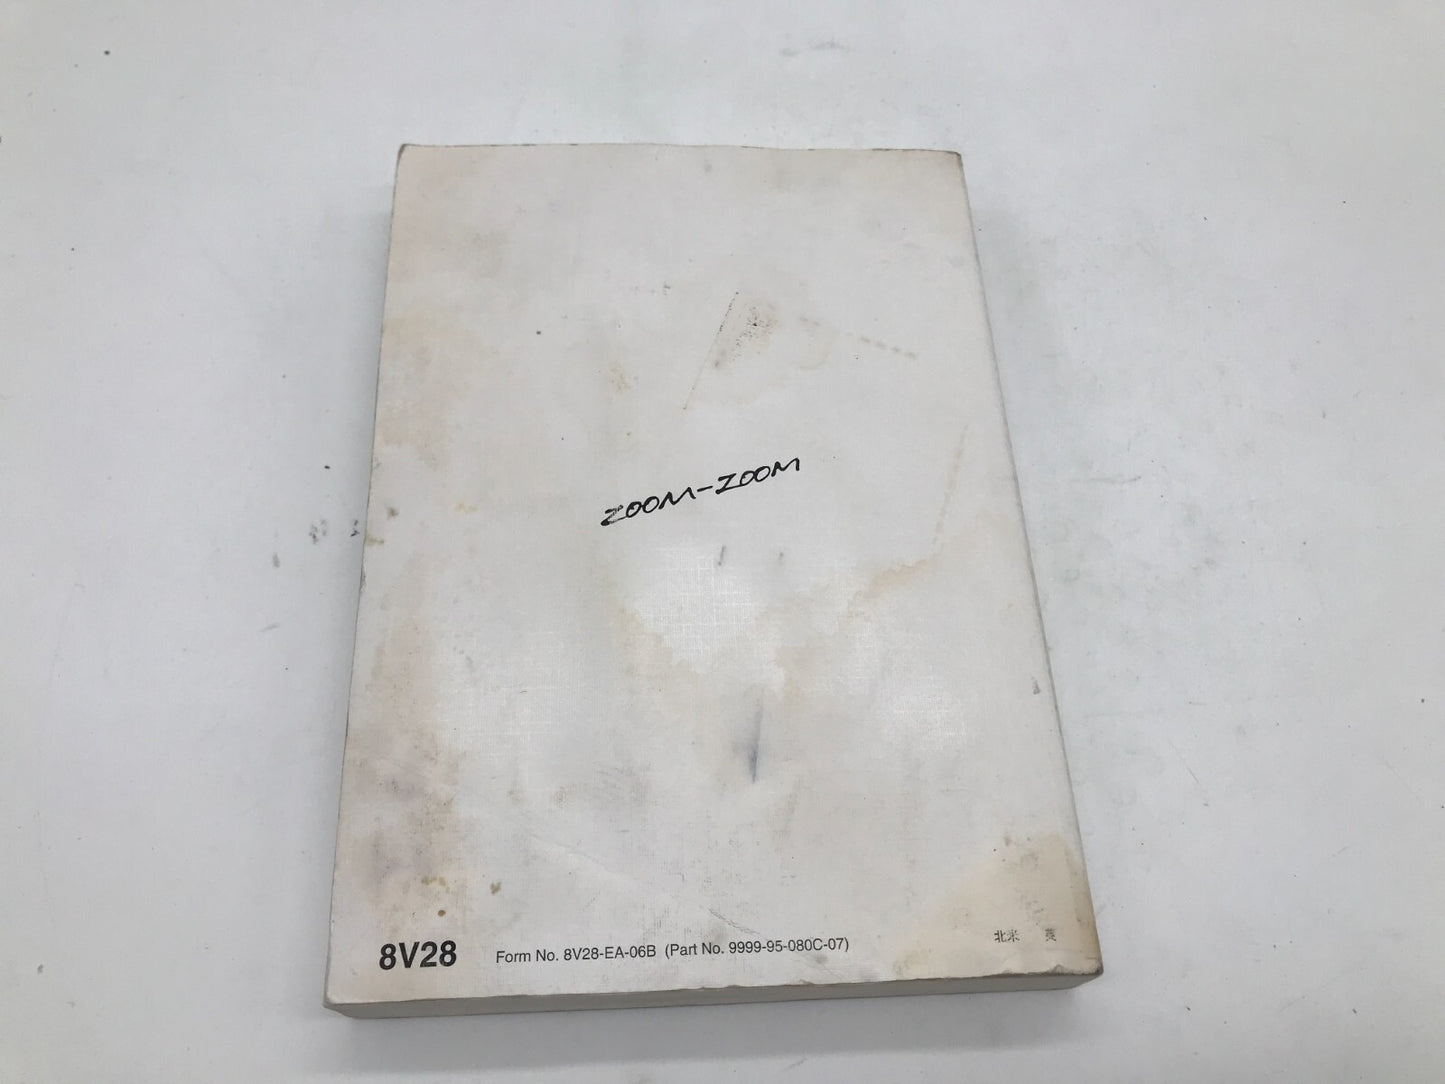 ZOOM-ZOOM
8V28 Form No. 8V28-EA-06B (Part No. 9999-95-080C-07)
北米 英